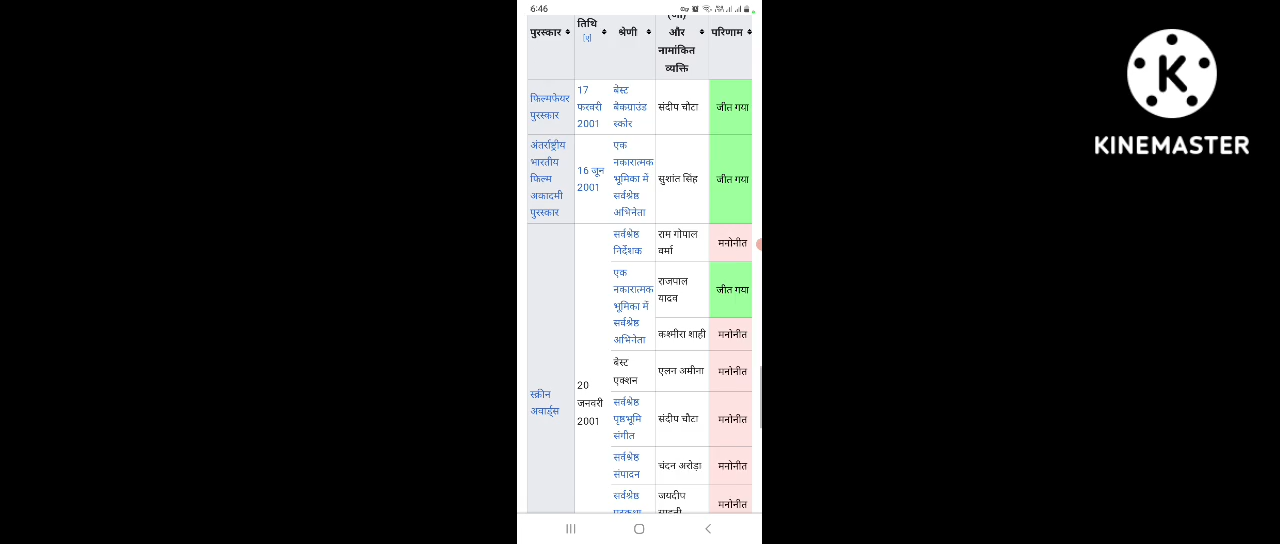 6:46
तिथि
[ए]
पुरस्कार
श्रेणी
और
नामांकित
व्यक्ति
परिणाम
फिल्मफेयर
पुरस्कार
17
फरवरी
2001
बेस्ट
बैकग्राउंड
स्कोर
संदीप चौटा
जीत गया
अंतर्राष्ट्रीय
भारतीय
फिल्म
अकादमी
पुरस्कार
16 जून
2001
एक
नकारात्मक
भूमिका में
सर्वश्रेष्ठ
अभिनेता
सुशांत सिंह
जीत गया
स्क्रीन
अवार्ड्स
20
जनवरी
2001
सर्वश्रेष्ठ
निर्देशक
राम गोपाल
वर्मा
मनोनीत
एक
नकारात्मक
भूमिका में
सर्वश्रेष्ठ
अभिनेता
राजपाल
यादव
जीत गया
कश्मीरा शाही
मनोनीत
बेस्ट
एक्शन
एलन अमीना
मनोनीत
सर्वश्रेष्ठ
पृष्ठभूमि
संगीत
संदीप चौटा
मनोनीत
सर्वश्रेष्ठ
संपादन
चंदन अरोड़ा
मनोनीत
सर्वश्रेष्ठ
जयदीप
मनोनीत
K
KINEMASTER